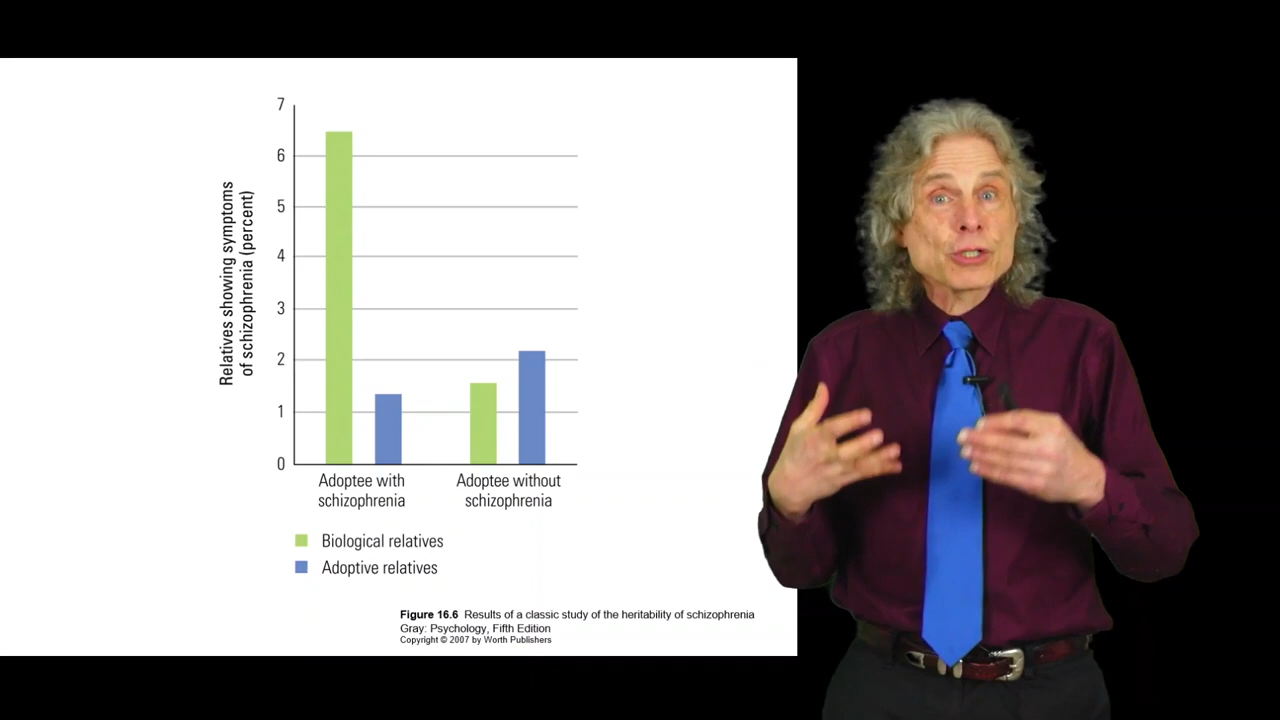 7
6
5
4
3
2
1
0
Relatives showing symptoms
of schizophrenia (percent)
Adoptee with
schizophrenia
Adoptee without
schizophrenia
Biological relatives
Adoptive relatives
Figure 16.6 Results of a classic study of the heritability of schizophrenia
Gray: Psychology, Fifth Edition
Copyright © 2007 by Worth Publishers